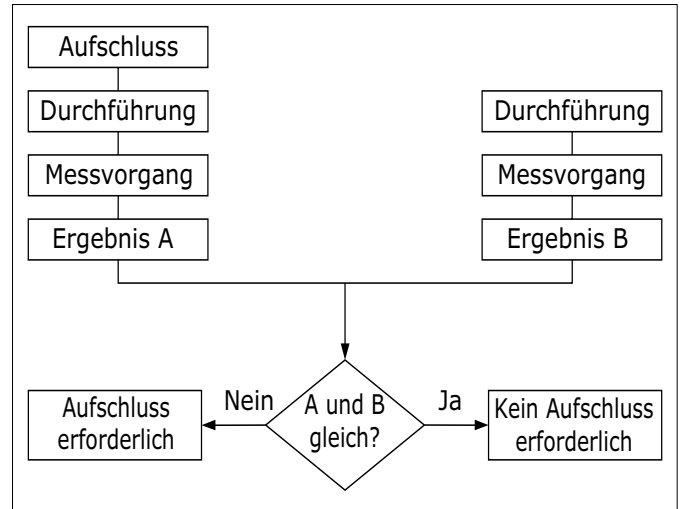 Aufschluss
Durchführung
Messvorgang
Ergebnis A
Durchführung
Messvorgang
Ergebnis B
A und B
gleich?
Nein
Ja
Aufschluss
erforderlich
Kein Aufschluss
erforderlich